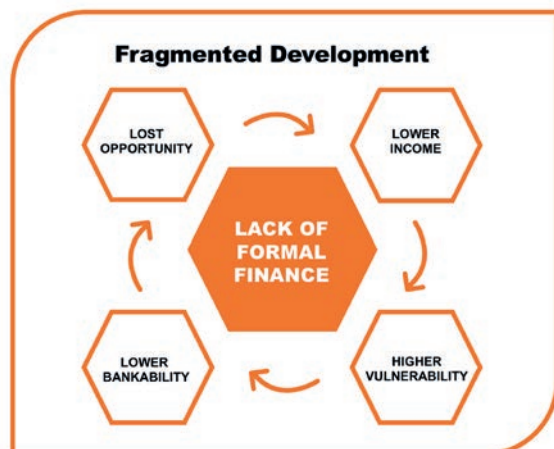 Fragmented Development
LOST
OPPORTUNITY
LOWER
INCOME
LACK OF
FORMAL
FINANCE
LOWER
BANKABILITY
HIGHER
VULNERABILITY